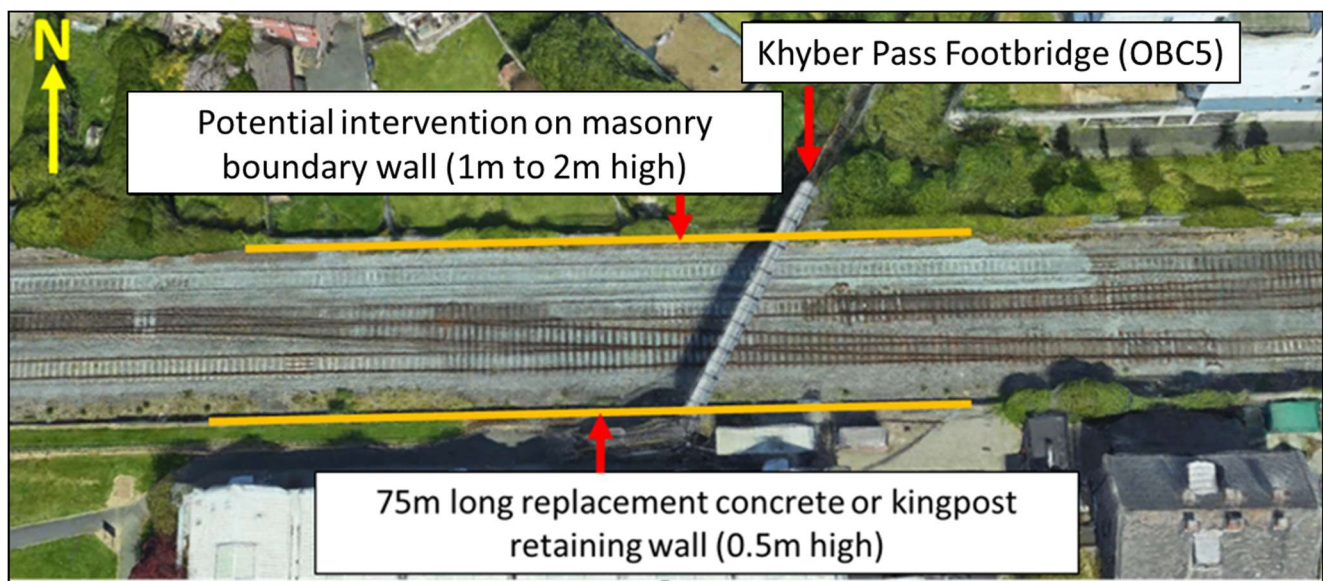 N
Khyber Pass Footbridge (OBC5)
Potential intervention on masonry
boundary wall (1m to 2m high)
75m long replacement concrete or kingpost
retaining wall (0.5m high)